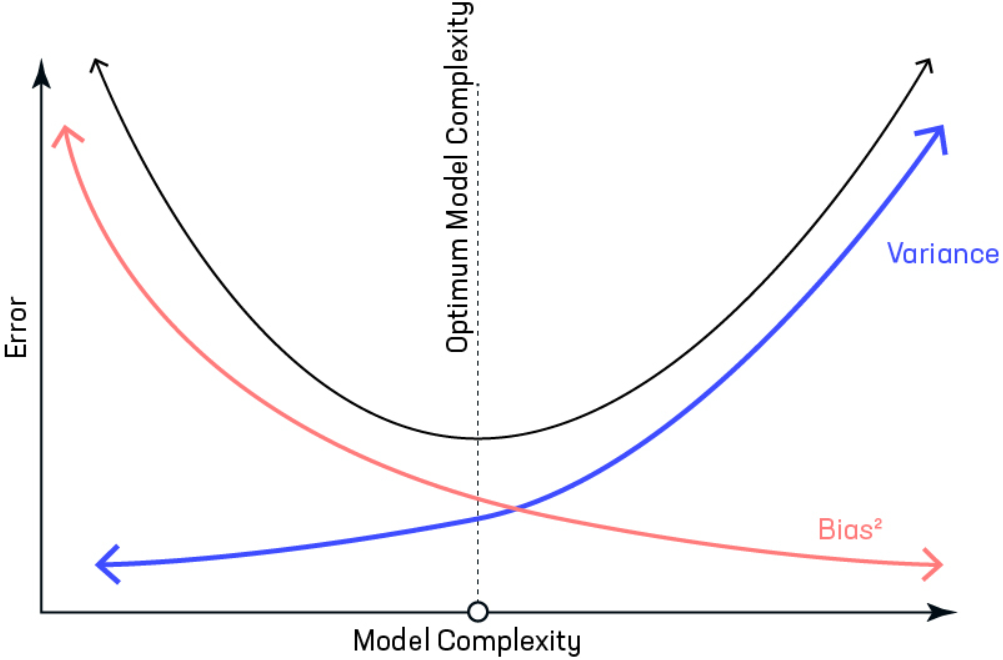 Optimum Model Complexity
Error
Variance
Bias²
Model Complexity